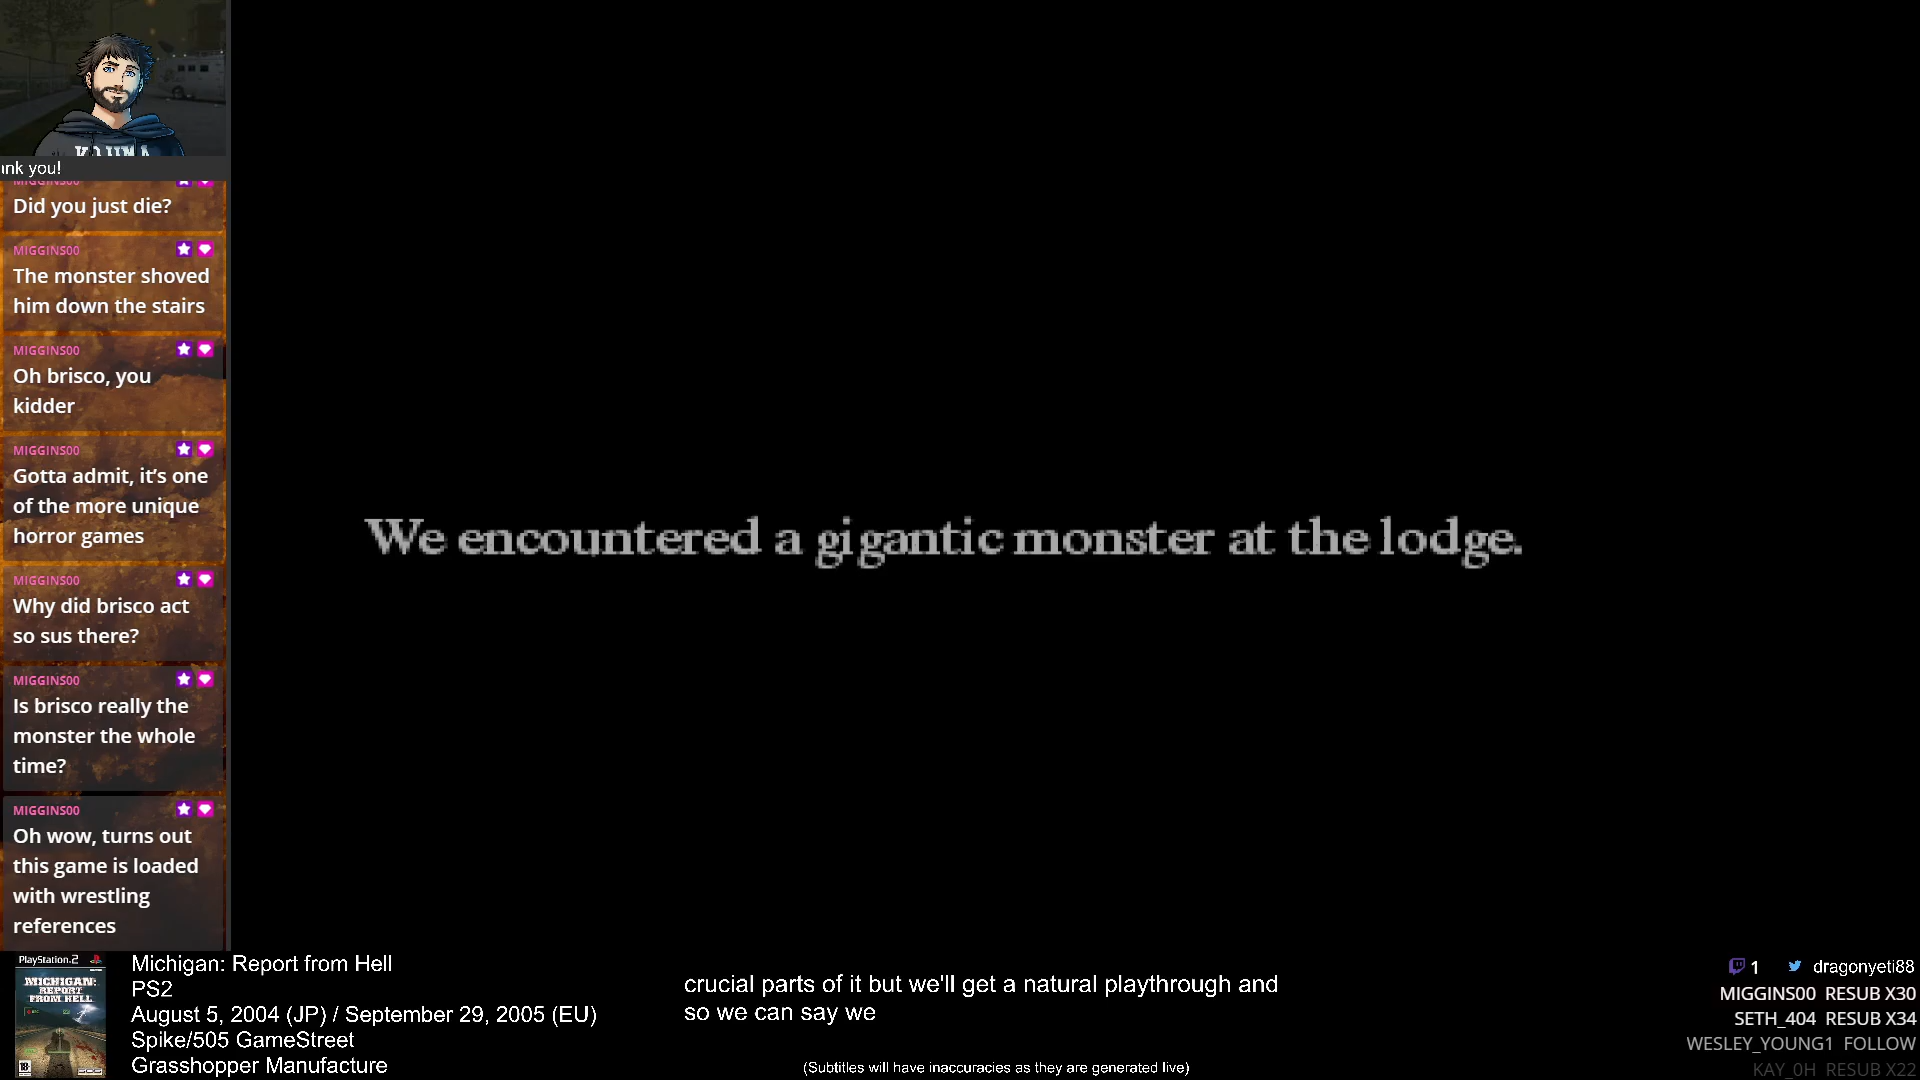 KOJIMA
ank you!
MIGGINS00
Did you just die?
MIGGINS00
The monster shoved
him down the stairs
MIGGINS00
Oh brisco, you
kidder
MIGGINS00
Gotta admit, it’s one
of the more unique
horror games
MIGGINS00
Why did brisco act
so sus there?
MIGGINS00
Is brisco really the
monster the whole
time?
MIGGINS00
Oh wow, turns out
this game is loaded
with wrestling
references
We encountered a gigantic monster at the lodge.
PlayStation.2
MICHIGAN:
REPORT
FROM HELL
18
505
Michigan: Report from Hell
PS2
August 5, 2004 (JP) / September 29, 2005 (EU)
Spike/505 GameStreet
Grasshopper Manufacture
crucial parts of it but we'll get a natural playthrough and
so we can say we
(Subtitles will have inaccuracies as they are generated live)
1 dragonyeti88
MIGGINS00 RESUB X30
SETH_404 RESUB X34
WESLEY_YOUNG1 FOLLOW
KAY_0H RESUB X22